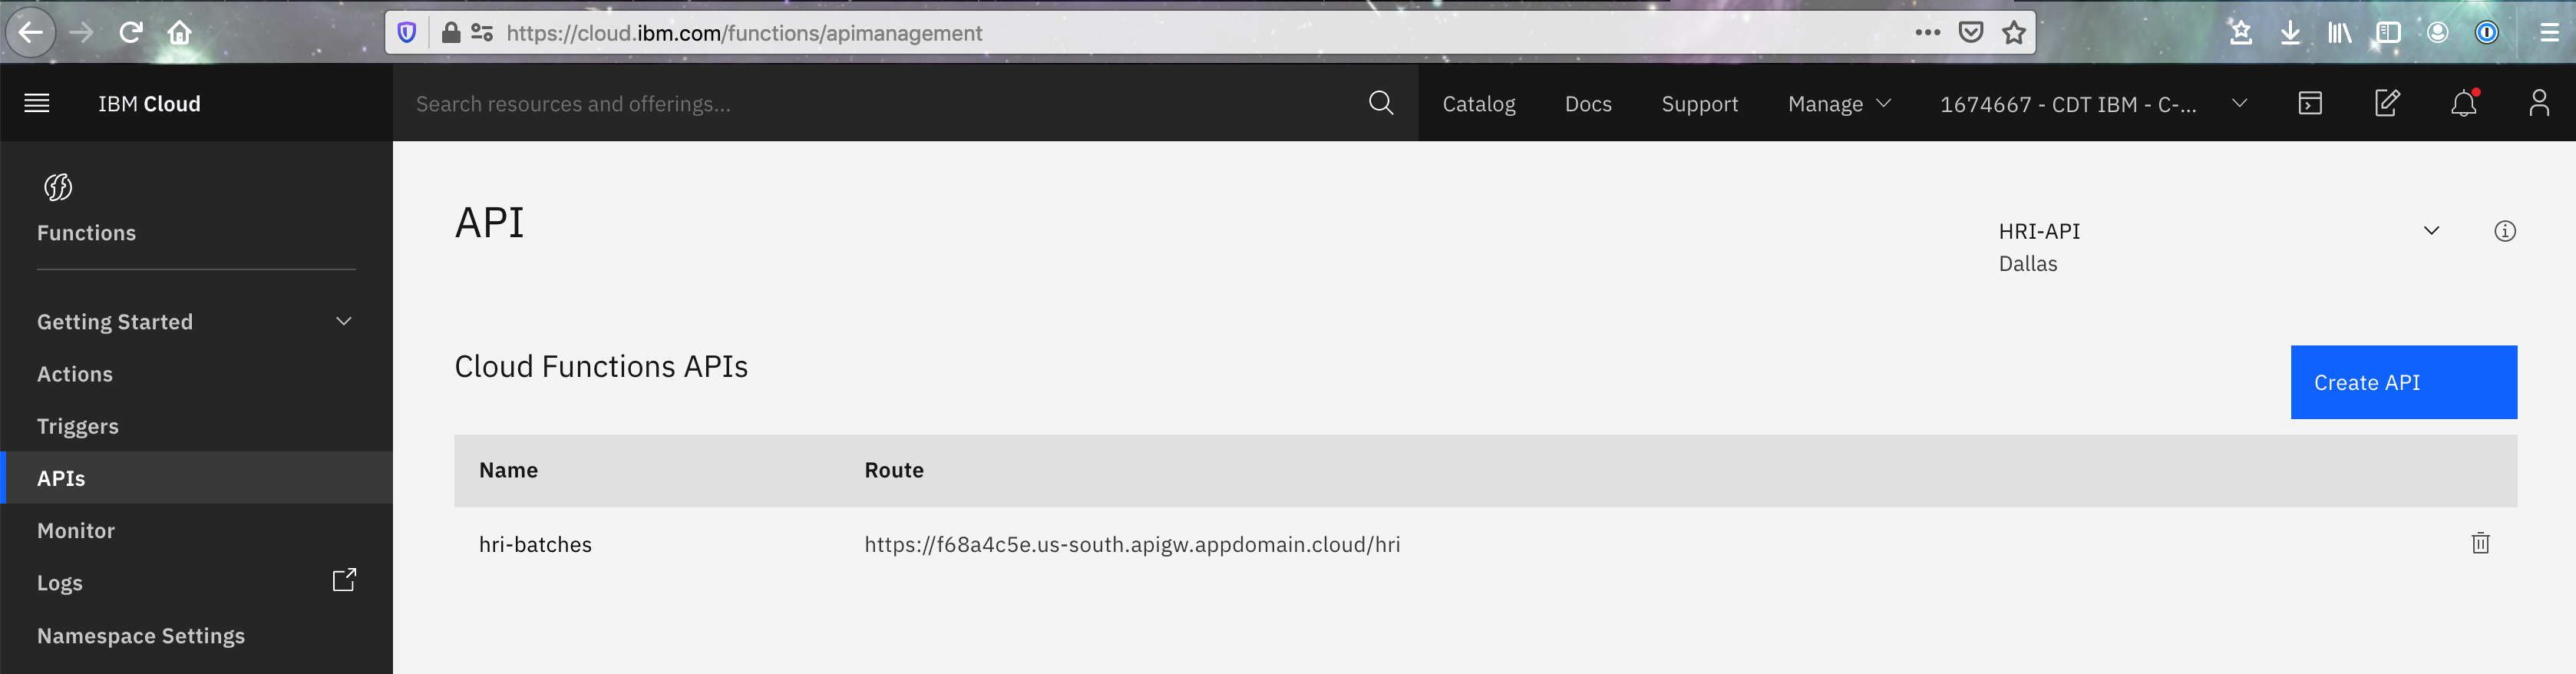 https://cloud.ibm.com/functions/apimanagement
IBM Cloud
Search resources and offerings...
Catalog
Docs
Support
Manage
1674667 - CDT IBM - C-...
Functions
Getting Started
Actions
Triggers
APIs
Monitor
Logs
Namespace Settings
API
HRI-API
Dallas
Cloud Functions APIs
Create API
Name Route
hri-batches https://f68a4c5e.us-south.apigw.appdomain.cloud/hri